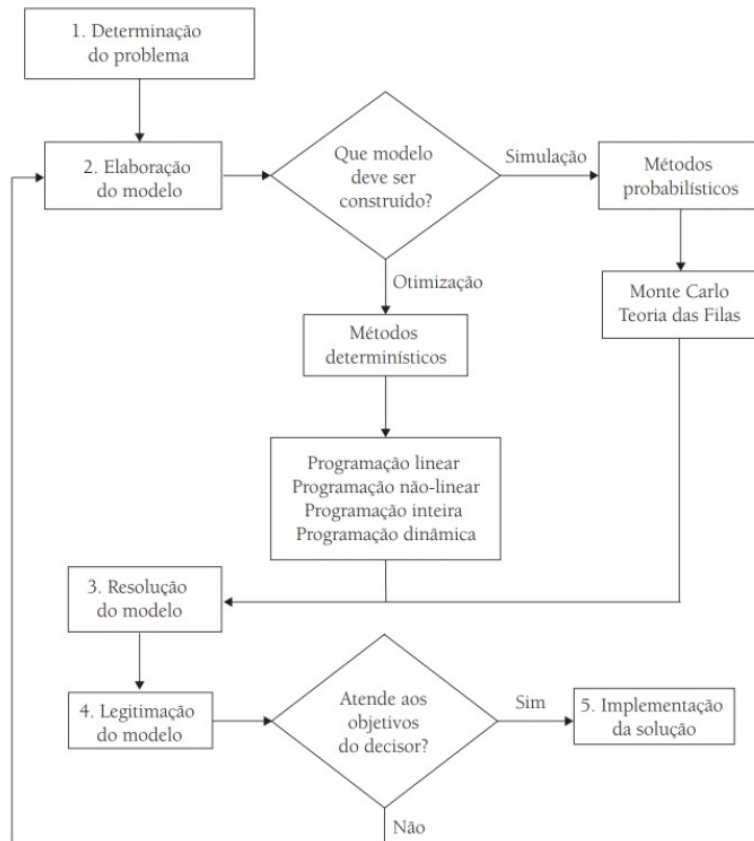 1. Determinação
do problema
2. Elaboração
do modelo
Que modelo
deve ser
construído?
Simulação
Métodos
probabilísticos
Monte Carlo
Teoria das Filas
Otimização
Métodos
determinísticos
Programação linear
Programação não-linear
Programação inteira
Programação dinâmica
3. Resolução
do modelo
4. Legitimação
do modelo
Atende aos
objetivos
do decisor?
Sim
5. Implementação
da solução
Não